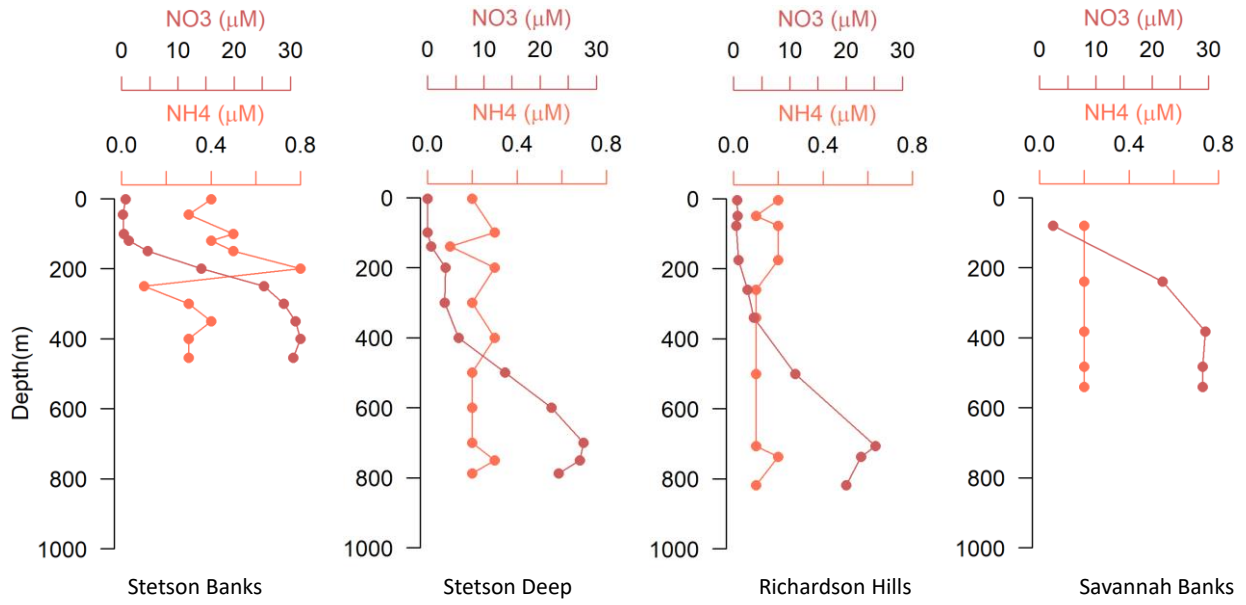 NO3 (μM) NO3 (μM) NO3 (μM) NO3 (μM)
0 10 20 30 0 10 20 30 0 10 20 30 0 10 20 30
NH4 (μM) NH4 (μM) NH4 (μM) NH4 (μM)
0.0 0.4 0.8 0.0 0.4 0.8 0.0 0.4 0.8 0.0 0.4 0.8
0 0 0 0
200 200 200 200
400 400 400 400
Depth(m)
600 600 600 600
800 800 800 800
1000 1000 1000 1000
Stetson Banks Stetson Deep Richardson Hills Savannah Banks